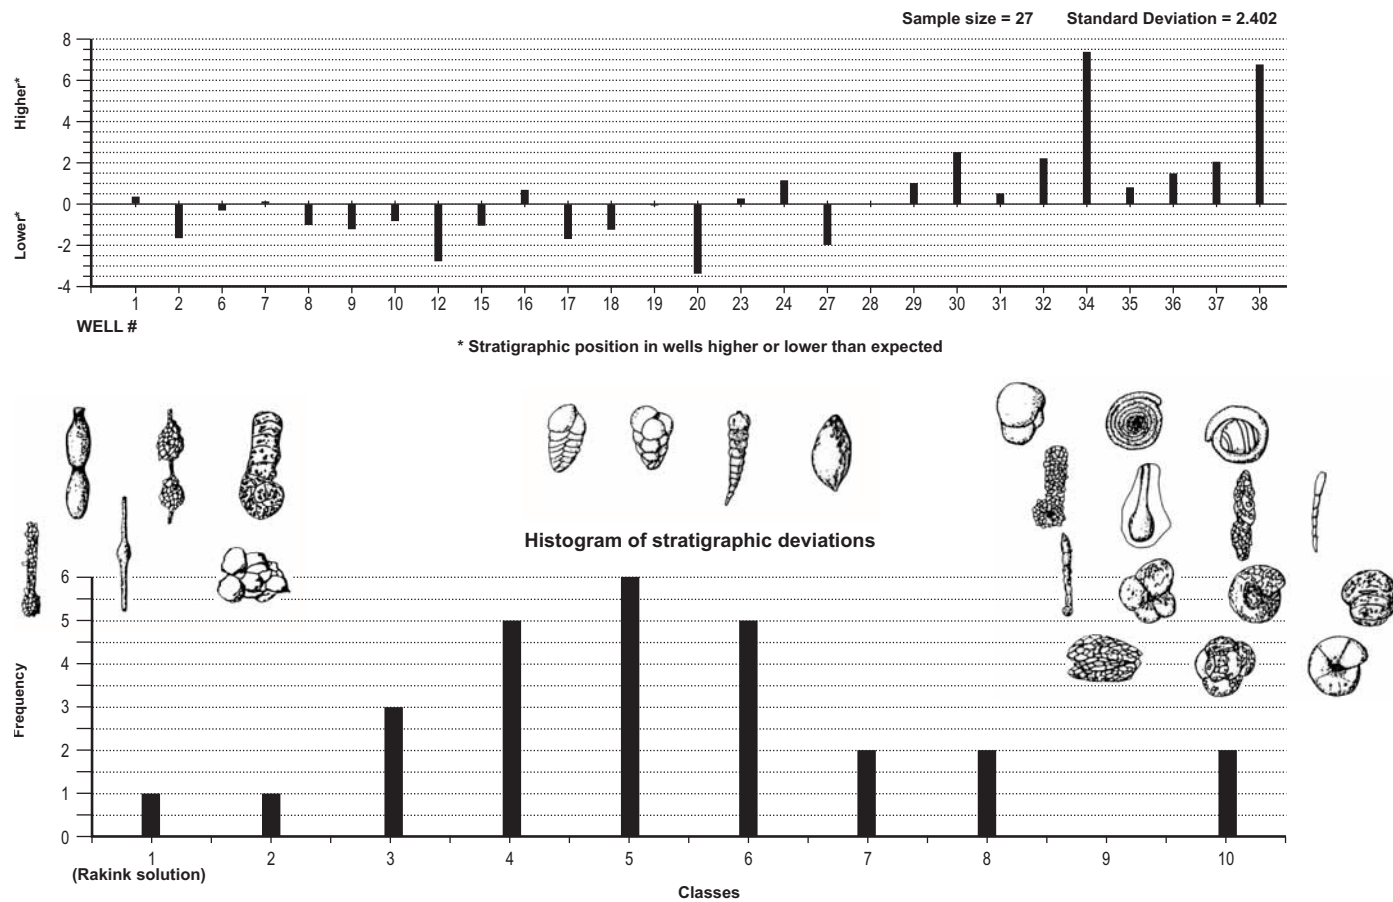 Sample size = 27 Standard Deviation = 2.402
8
6
4
2
0
-2
-4
Higher*
Lower*
1 2 6 7 8 9 10 12 15 16 17 18 19 20 23 24 27 28 29 30 31 32 34 35 36 37 38
WELL #
* Stratigraphic position in wells higher or lower than expected
Histogram of stratigraphic deviations
6
5
4
3
2
1
0
Frequency
1 2 3 4 5 6 7 8 9 10
(Rakink solution)
Classes